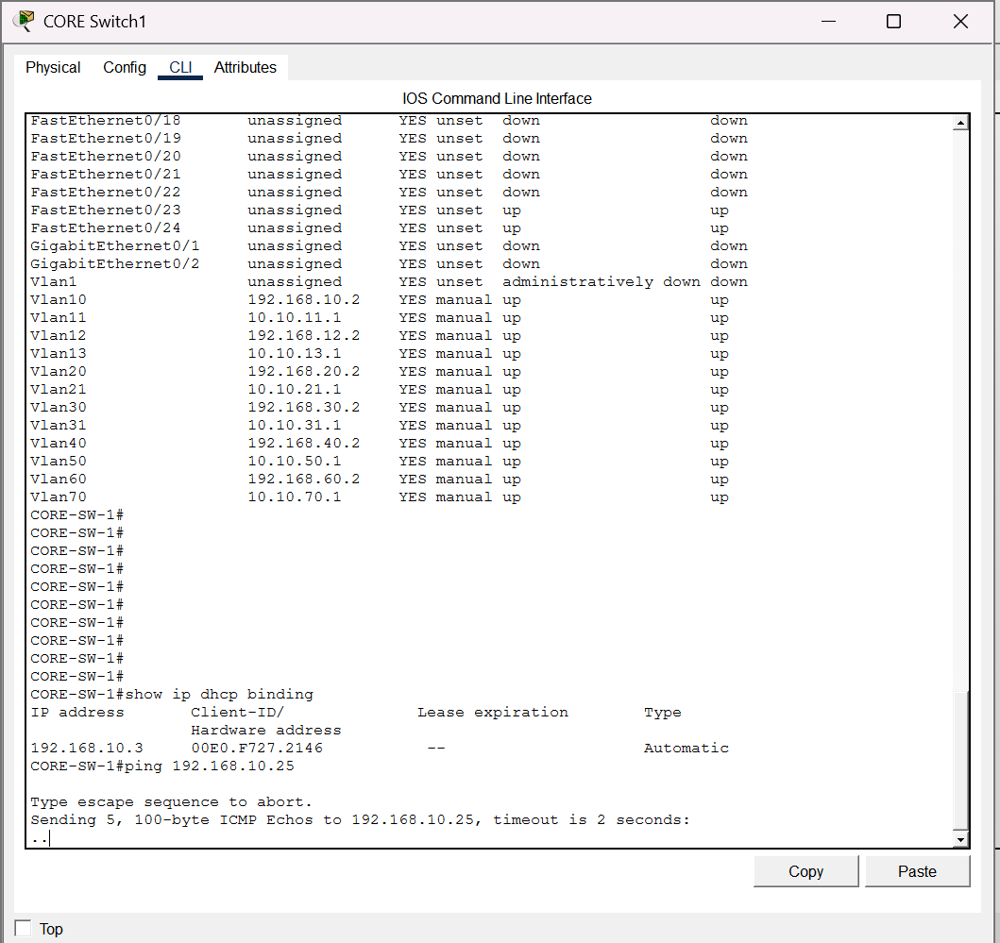 CORE Switch1
Physical Config CLI Attributes
IOS Command Line Interface
FastEthernet0/18 unassigned YES unset down down
FastEthernet0/19 unassigned YES unset down down
FastEthernet0/20 unassigned YES unset down down
FastEthernet0/21 unassigned YES unset down down
FastEthernet0/22 unassigned YES unset down down
FastEthernet0/23 unassigned YES unset up up
FastEthernet0/24 unassigned YES unset up up
GigabitEthernet0/1 unassigned YES unset down down
GigabitEthernet0/2 unassigned YES unset down down
Vlan1 unassigned YES unset administratively down down
Vlan10 192.168.10.2 YES manual up up
Vlan11 10.10.11.1 YES manual up up
Vlan12 192.168.12.2 YES manual up up
Vlan13 10.10.13.1 YES manual up up
Vlan20 192.168.20.2 YES manual up up
Vlan21 10.10.21.1 YES manual up up
Vlan30 192.168.30.2 YES manual up up
Vlan31 10.10.31.1 YES manual up up
Vlan40 192.168.40.2 YES manual up up
Vlan50 10.10.50.1 YES manual up up
Vlan60 192.168.60.2 YES manual up up
Vlan70 10.10.70.1 YES manual up up
CORE-SW-1#
CORE-SW-1#
CORE-SW-1#
CORE-SW-1#
CORE-SW-1#
CORE-SW-1#
CORE-SW-1#
CORE-SW-1#
CORE-SW-1#
CORE-SW-1#
CORE-SW-1#show ip dhcp binding
IP address Client-ID/ Lease expiration Type
Hardware address
192.168.10.3 00E0.F727.2146 -- Automatic
CORE-SW-1#ping 192.168.10.25
Type escape sequence to abort.
Sending 5, 100-byte ICMP Echos to 192.168.10.25, timeout is 2 seconds:
..
Copy Paste
Top